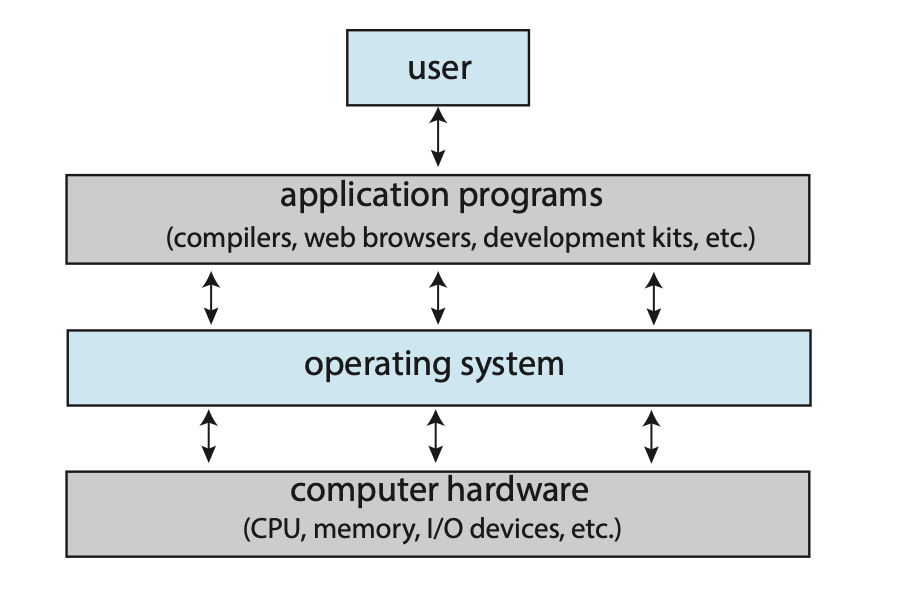 user
application programs
(compilers, web browsers, development kits, etc.)
operating system
computer hardware
(CPU, memory, I/O devices, etc.)